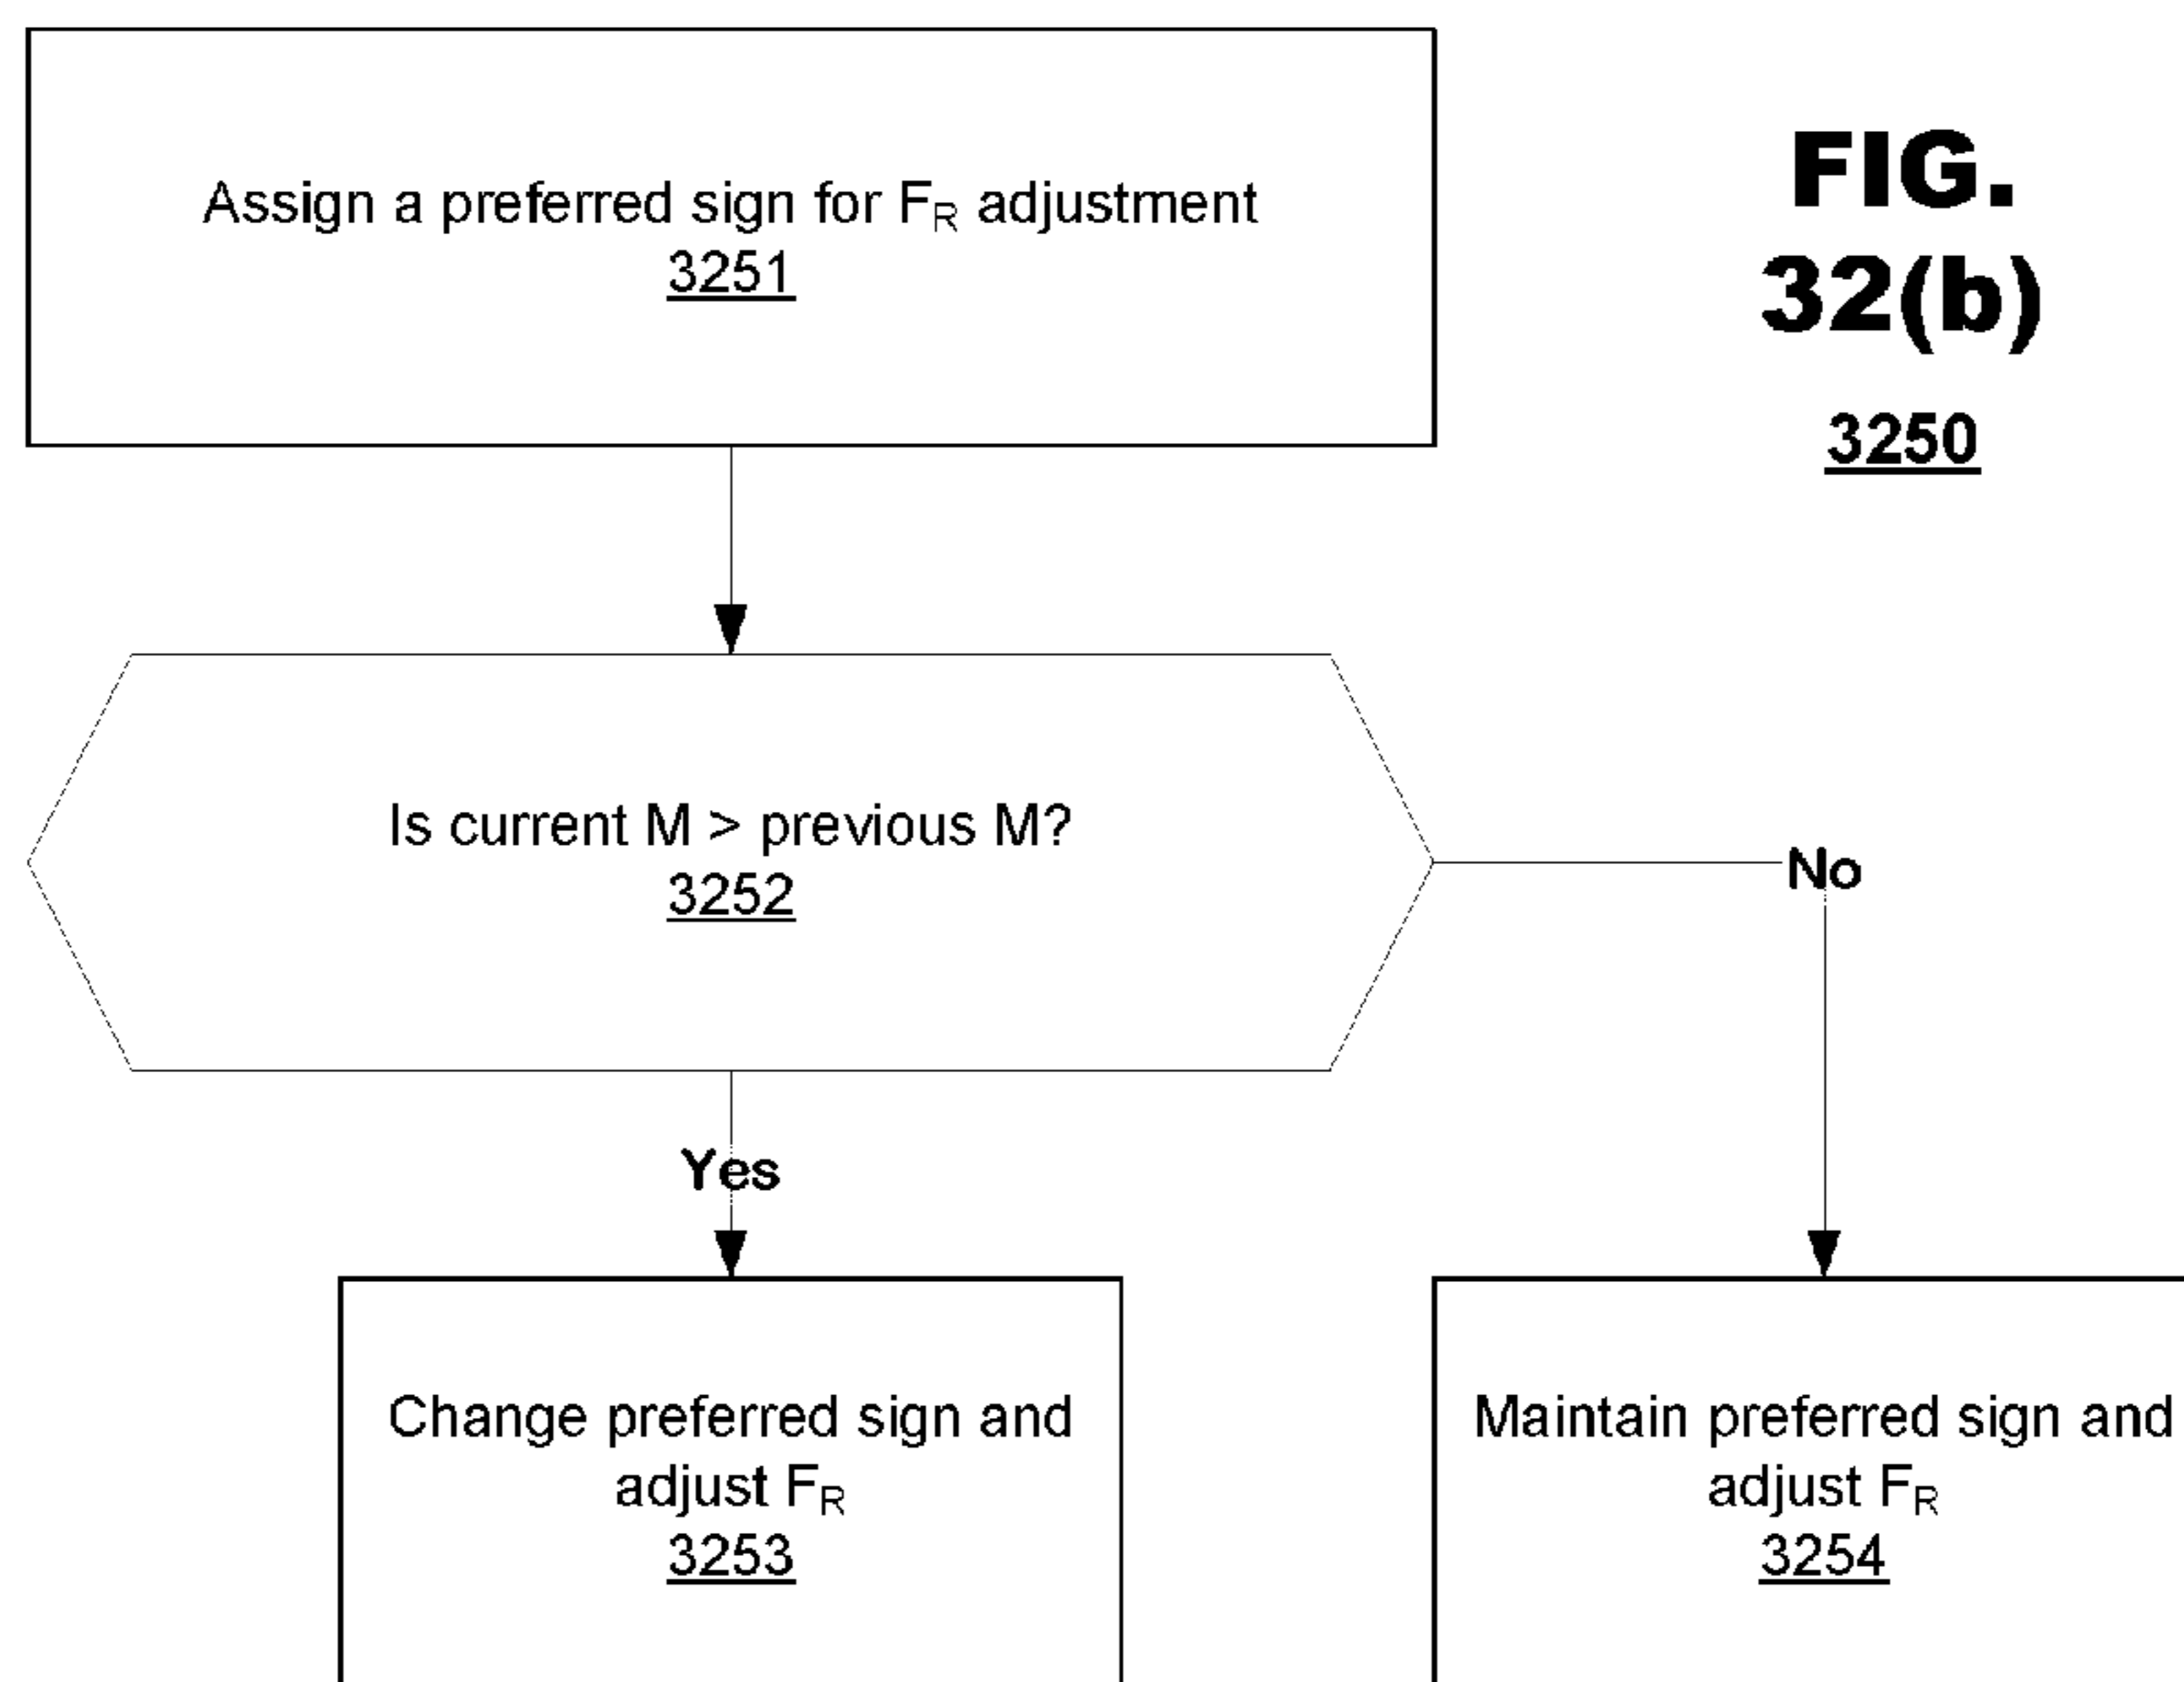 Assign a preferred sign for FR adjustment
3251
FIG.
32(b)
3250
Is current M > previous M?
3252
No
Yes
Change preferred sign and
adjust FR
3253
Maintain preferred sign and
adjust FR
3254